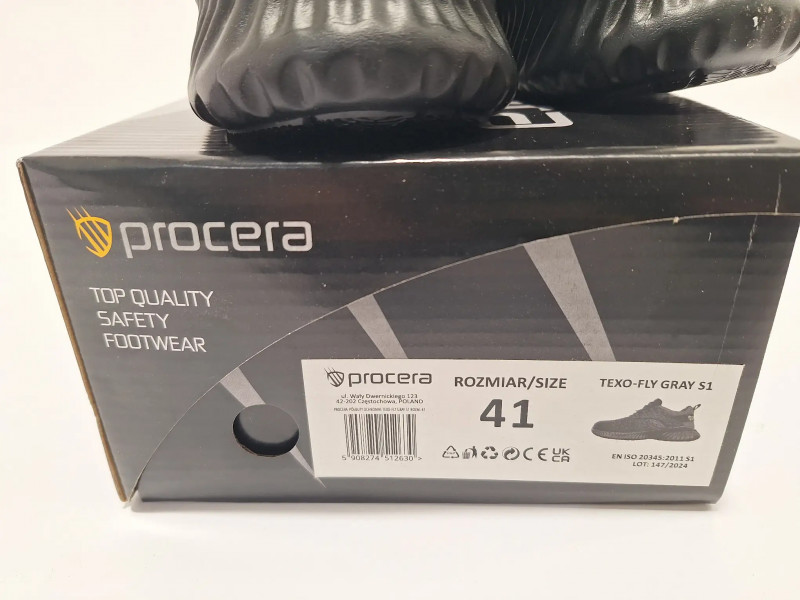 procera
TOP QUALITY
SAFETY
FOOTWEAR
procera
ul. Wały Dwernickiego 123
42-202 Częstochowa, POLAND
5 908274 512630 >
ROZMIAR/SIZE
41
CE UK CA
TEXO-FLY GRAY S1
EN ISO 20345:2011 S1
LOT: 147/2024